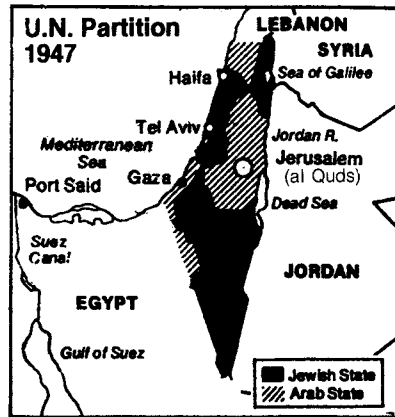 U.N. Partition
1947
LEBANON
SYRIA
Haifa
Sea of Galilee
Tel Aviv
Mediterranean
Sea
Jordan R.
Jerusalem
(al Quds)
Gaza
Port Said
Dead Sea
Suez
Canal
JORDAN
EGYPT
Gulf of Suez
Jewish State
Arab State